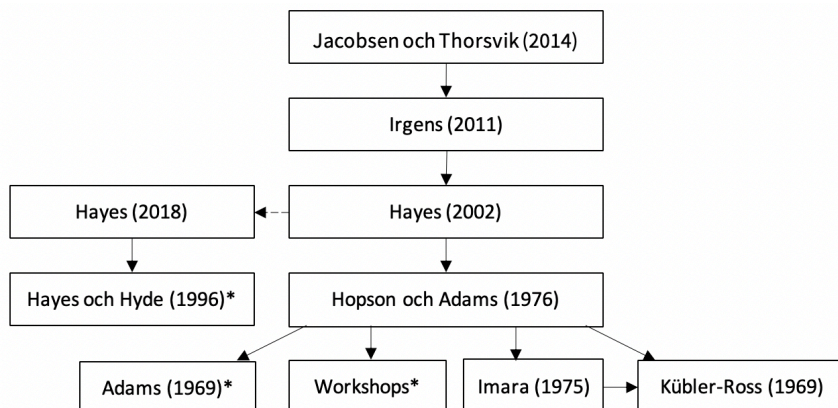 Jacobsen och Thorsvik (2014)
Irgens (2011)
Hayes (2018)
Hayes (2002)
Hayes och Hyde (1996)*
Hopson och Adams (1976)
Adams (1969)*
Workshops*
Imara (1975)
Kübler-Ross (1969)